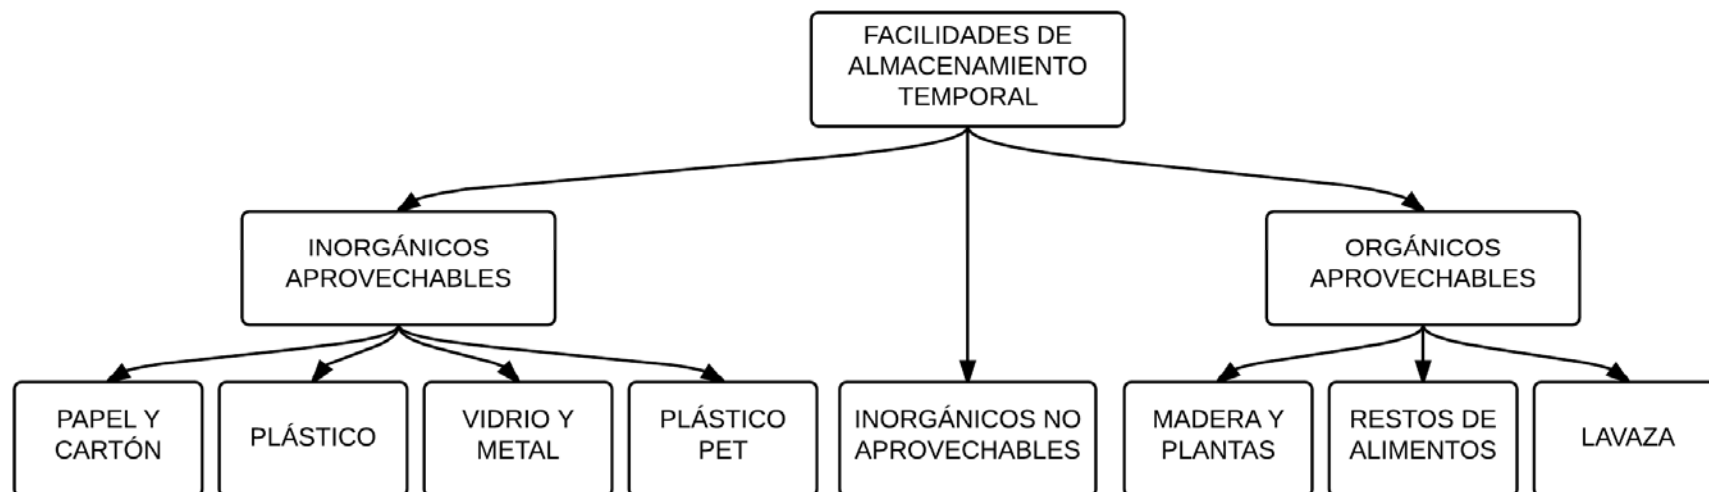 FACILIDADES DE
ALMACENAMIENTO
TEMPORAL
INORGÁNICOS
APROVECHABLES
ORGÁNICOS
APROVECHABLES
PAPEL Y
CARTÓN
PLÁSTICO
VIDRIO Y
METAL
PLÁSTICO
PET
INORGÁNICOS NO
APROVECHABLES
MADERA Y
PLANTAS
RESTOS DE
ALIMENTOS
LAVAZA